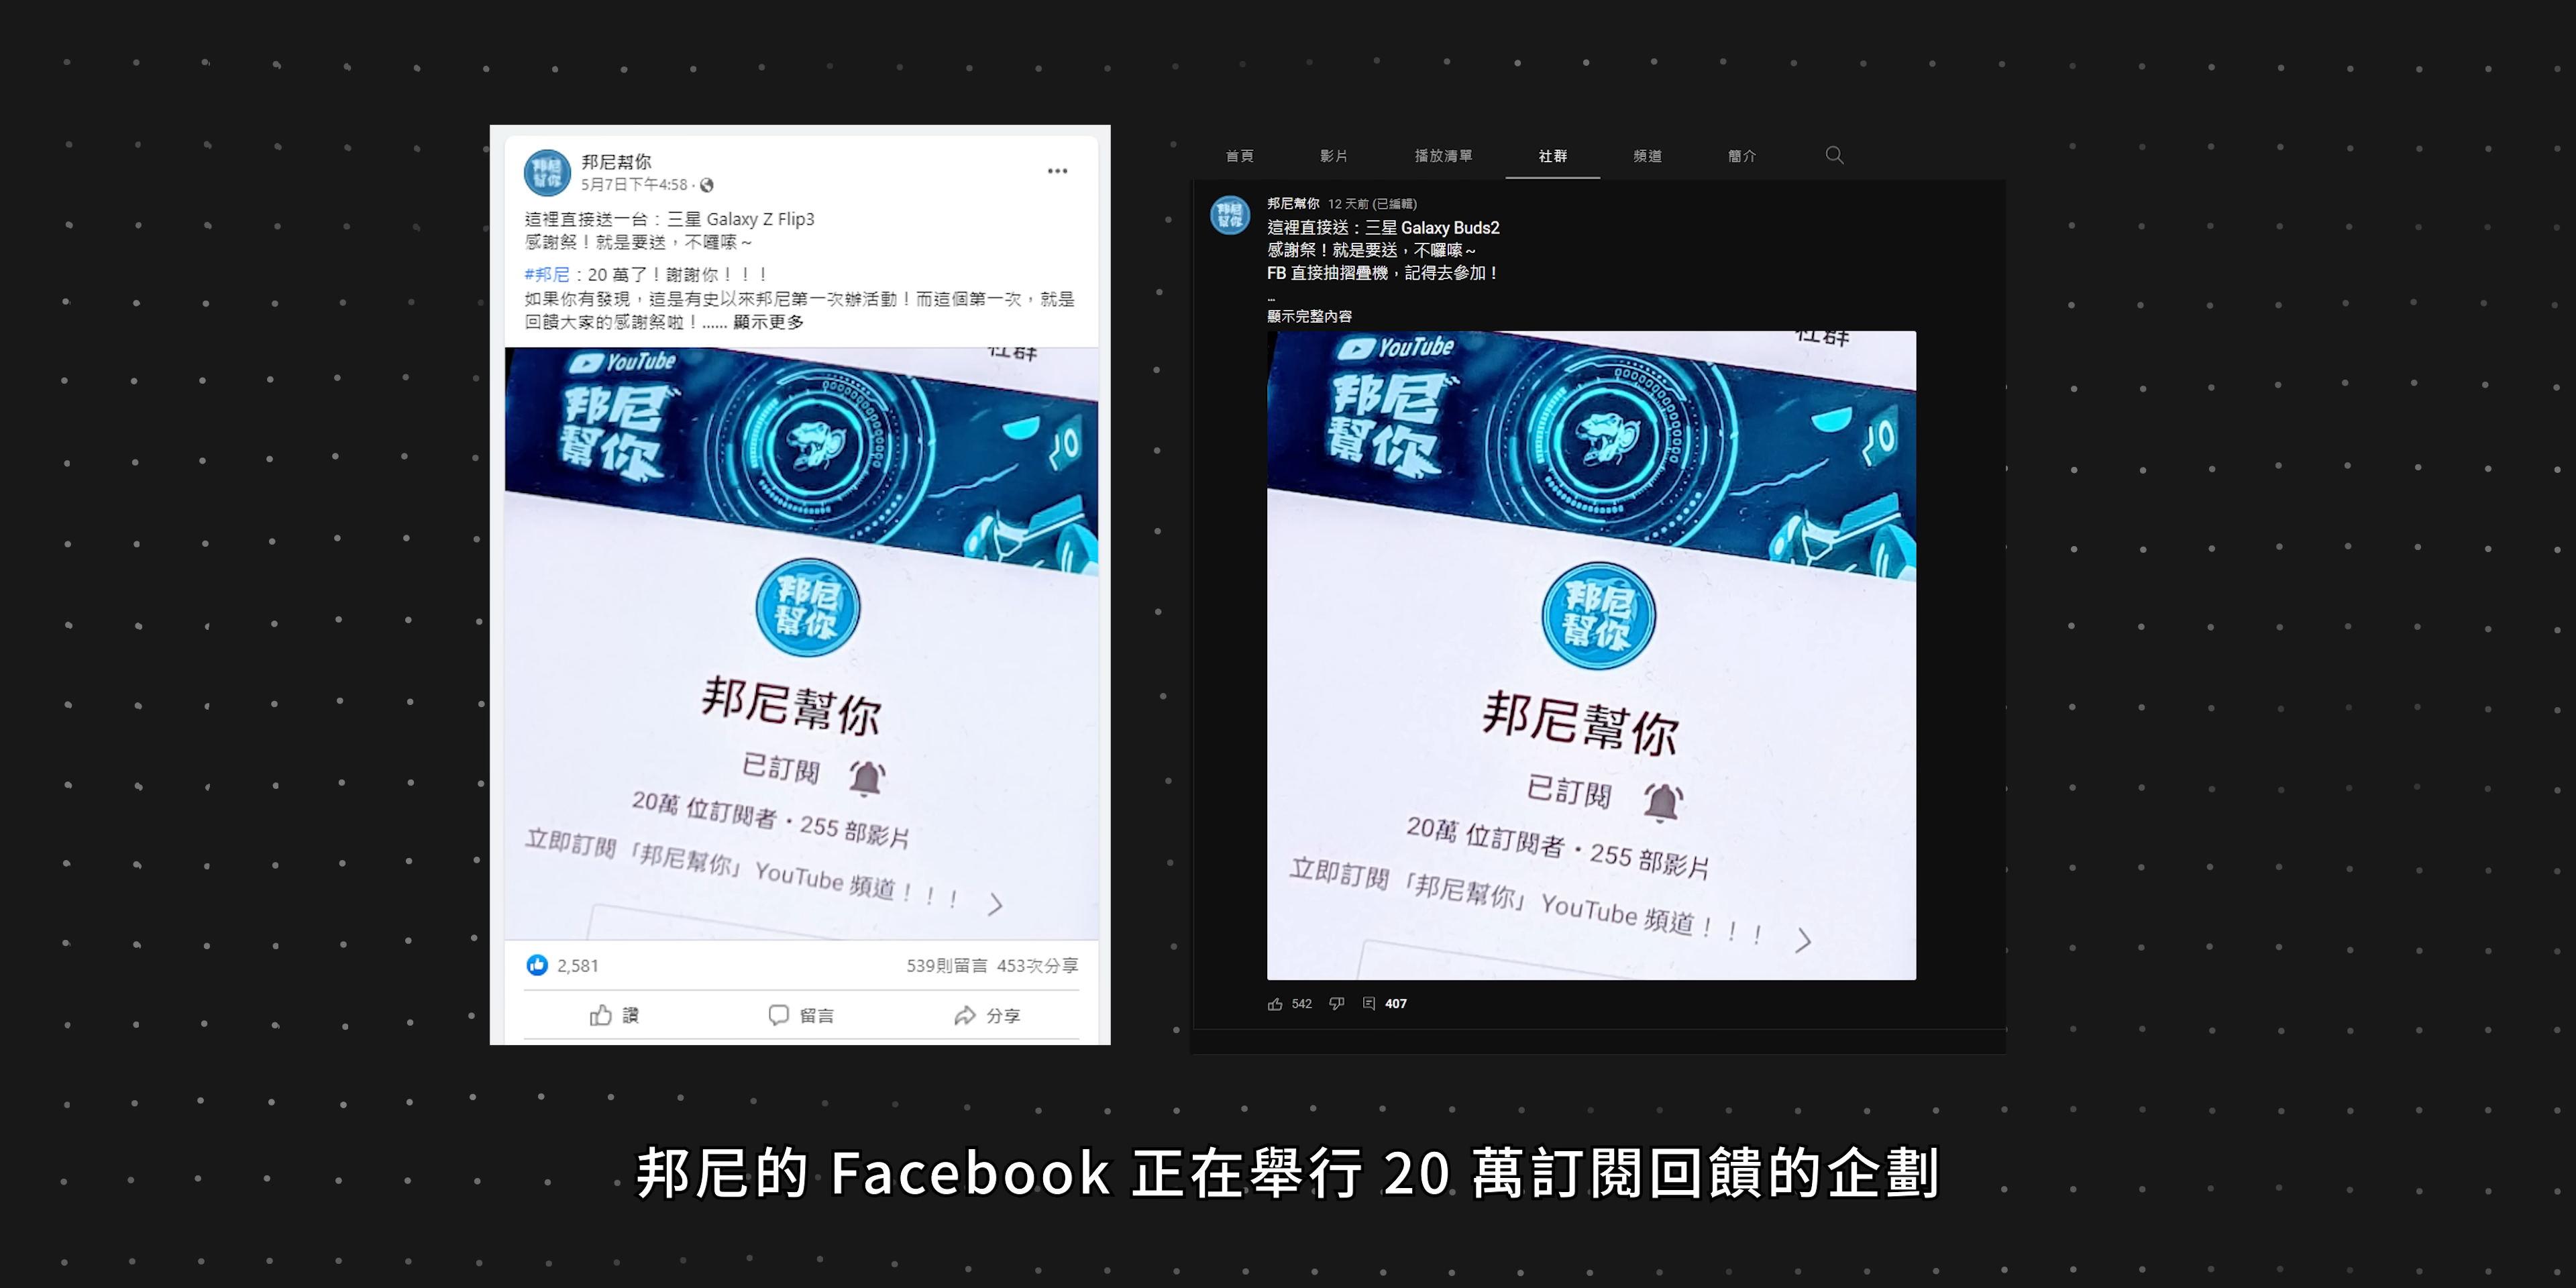 邦尼幫你
5月7日下午4:58
這裡直接送一台：三星 Galaxy Z Flip3
感謝祭！就是要送，不囉嗦～
#邦尼：20 萬了！謝謝你！！！
如果你有發現，這是有史以來邦尼第一次辦活動！而這個第一次，就是
回饋大家的感謝祭啦！...... 顯示更多
社群
YouTube
邦尼
幫你
邦尼
幫你
邦尼幫你
已訂閱
20萬 位訂閱者・255 部影片
立即訂閱「邦尼幫你」YouTube 頻道！！！
2,581
539則留言 453次分享
讚 留言 分享
首頁 影片 播放清單 社群 頻道 簡介
邦尼幫你 12 天前 (已編輯)
這裡直接送：三星 Galaxy Buds2
感謝祭！就是要送，不囉嗦～
FB 直接抽摺疊機，記得去參加！
...
顯示完整內容
社群
YouTube
邦尼
幫你
邦尼
幫你
邦尼幫你
已訂閱
20萬 位訂閱者・255 部影片
立即訂閱「邦尼幫你」YouTube 頻道！！！
542 407
邦尼的 Facebook 正在舉行 20 萬訂閱回饋的企劃